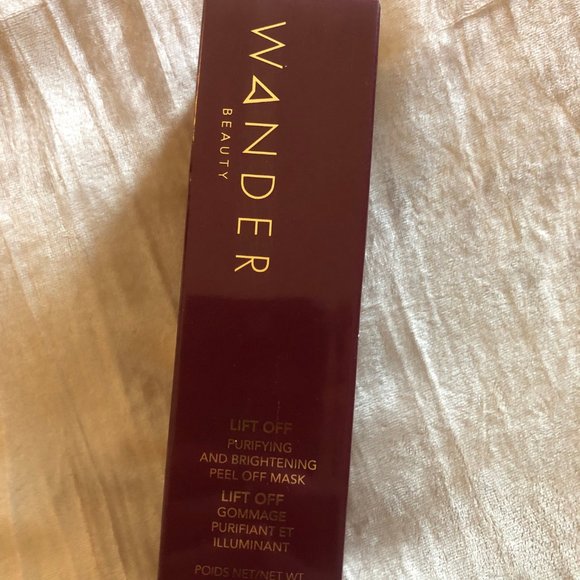 WANDER
BEAUTY
LIFT OFF
PURIFYING
AND BRIGHTENING
PEEL OFF MASK
LIFT OFF
GOMMAGE
PURIFIANT ET
ILLUMINANT
POIDS NET/NET WT